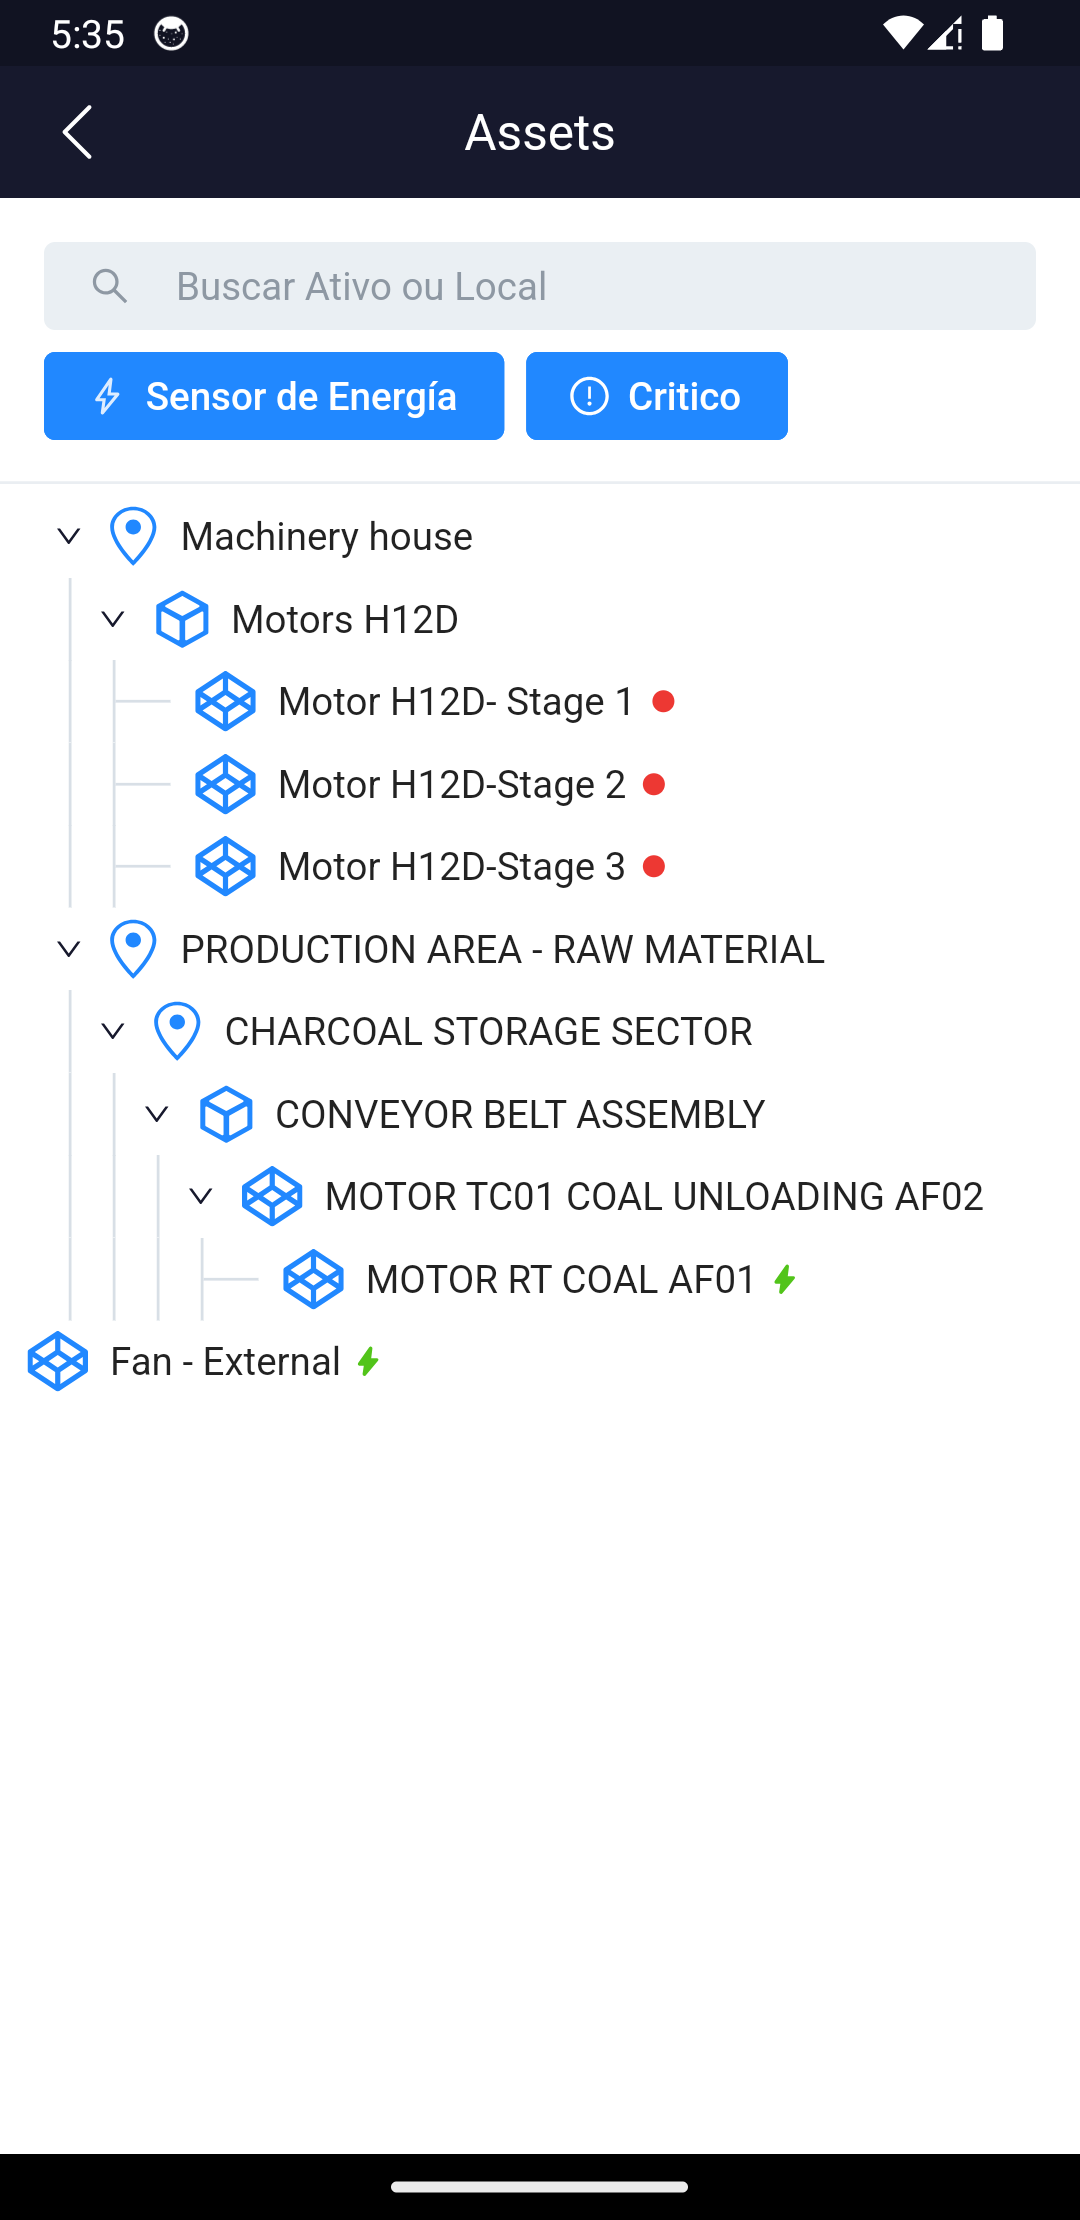 5:35
Assets
Buscar Ativo ou Local
Sensor de Energía
Critico
Machinery house
Motors H12D
Motor H12D- Stage 1
Motor H12D-Stage 2
Motor H12D-Stage 3
PRODUCTION AREA - RAW MATERIAL
CHARCOAL STORAGE SECTOR
CONVEYOR BELT ASSEMBLY
MOTOR TC01 COAL UNLOADING AF02
MOTOR RT COAL AF01
Fan - External